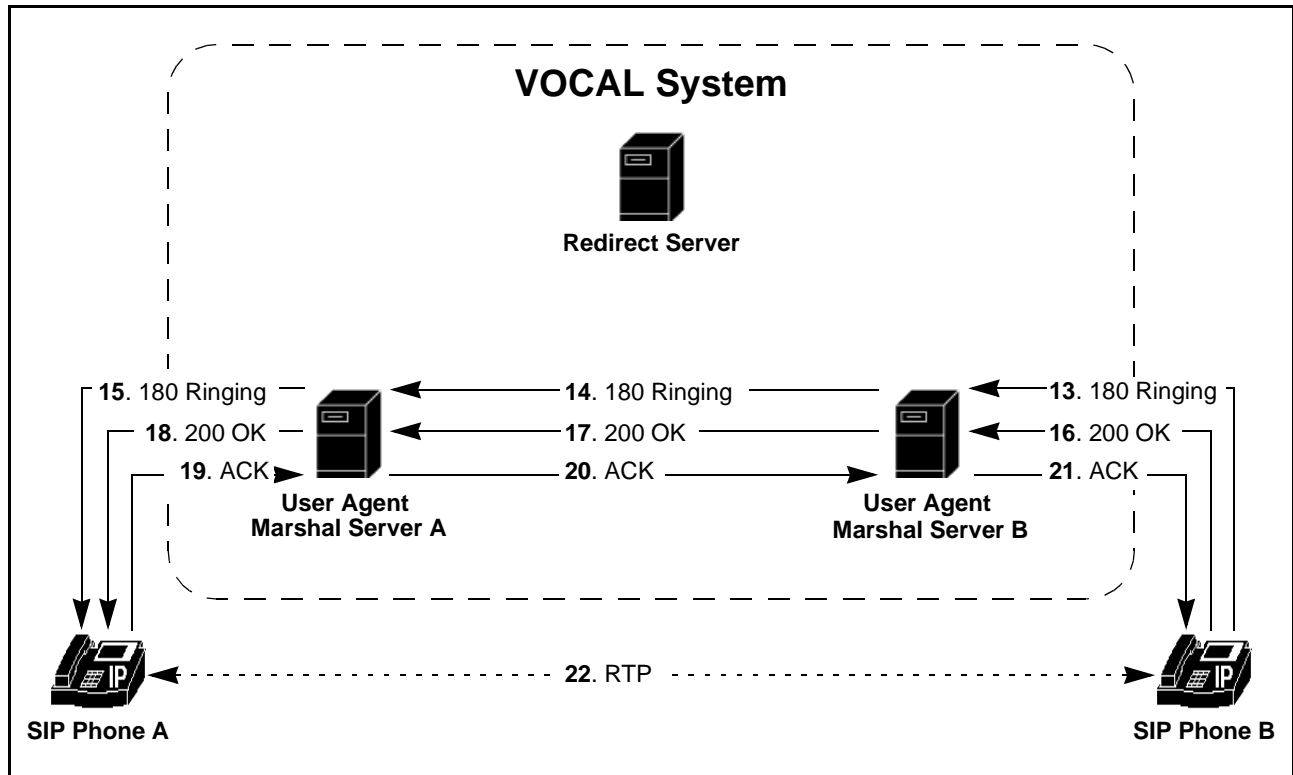 VOCAL System
Redirect Server
15. 180 Ringing
14. 180 Ringing
13. 180 Ringing
18. 200 OK
17. 200 OK
16. 200 OK
19. ACK
20. ACK
21. ACK
User Agent
Marshal Server A
User Agent
Marshal Server B
IP
22. RTP
IP
SIP Phone A
SIP Phone B